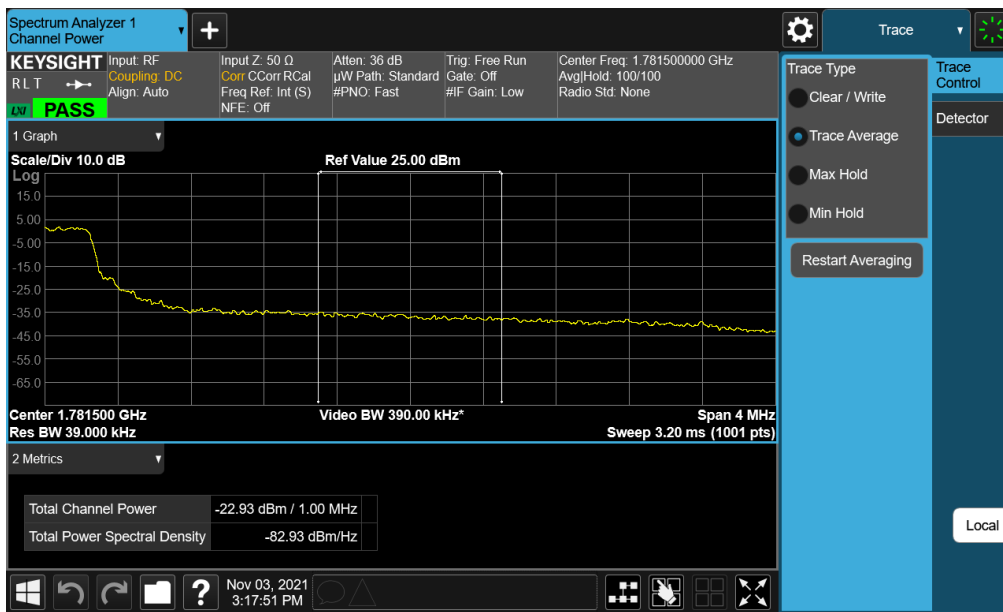 Spectrum Analyzer 1
Channel Power
+
Trace
KEYSIGHT
RLT
LXI
PASS
Input: RF
Coupling: DC
Align: Auto
Input Z: 50 Ω
Corr CCorr RCal
Freq Ref: Int (S)
NFE: Off
Atten: 36 dB
µW Path: Standard
#PNO: Fast
Trig: Free Run
Gate: Off
#IF Gain: Low
Center Freq: 1.781500000 GHz
Avg|Hold: 100/100
Radio Std: None
Trace Type
Clear / Write
Trace Average
Max Hold
Min Hold
Restart Averaging
Trace
Control
Detector
Local
1 Graph
Scale/Div 10.0 dB
Ref Value 25.00 dBm
Log
15.0
5.00
-5.00
-15.0
-25.0
-35.0
-45.0
-55.0
-65.0
Center 1.781500 GHz
Video BW 390.00 kHz*
Span 4 MHz
Res BW 39.000 kHz
Sweep 3.20 ms (1001 pts)
2 Metrics
Total Channel Power -22.93 dBm / 1.00 MHz
Total Power Spectral Density -82.93 dBm/Hz
?
Nov 03, 2021
3:17:51 PM